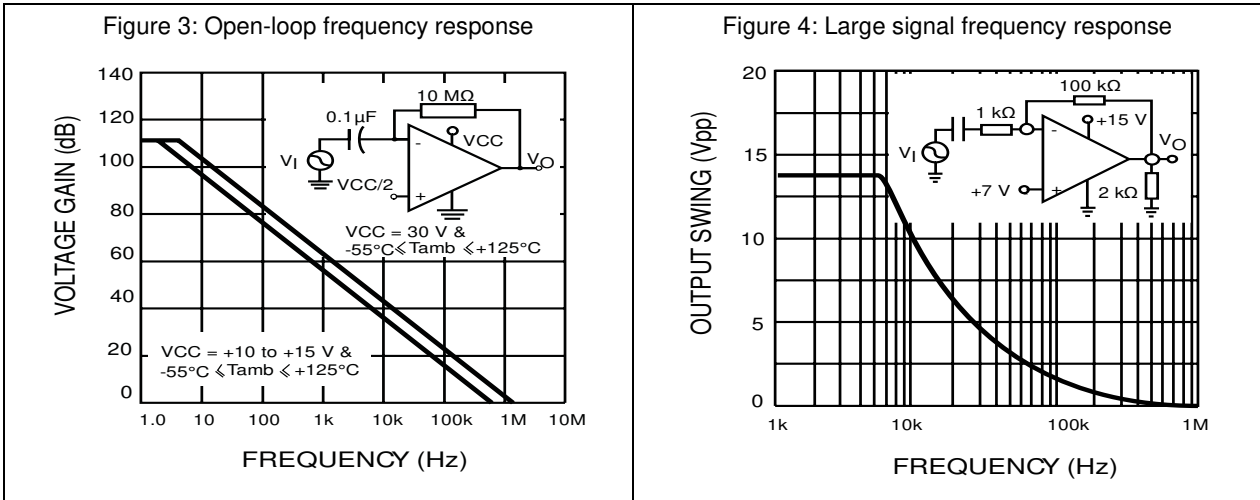 Figure 3: Open-loop frequency response
140
120
100
80
60
40
20
0
VOLTAGE GAIN (dB)
10 MΩ
0.1µF
-
VCC
VI
VO
VCC/2
+
VCC = 30 V &
-55°C ⩽ Tamb ⩽ +125°C
VCC = +10 to +15 V &
-55°C ⩽ Tamb ⩽ +125°C
1.0 10 100 1k 10k 100k 1M 10M
FREQUENCY (Hz)
Figure 4: Large signal frequency response
20
15
10
5
0
OUTPUT SWING (Vpp)
100 kΩ
1 kΩ
-
+15 V
VI
VO
+7 V
+
2 kΩ
1k 10k 100k 1M
FREQUENCY (Hz)